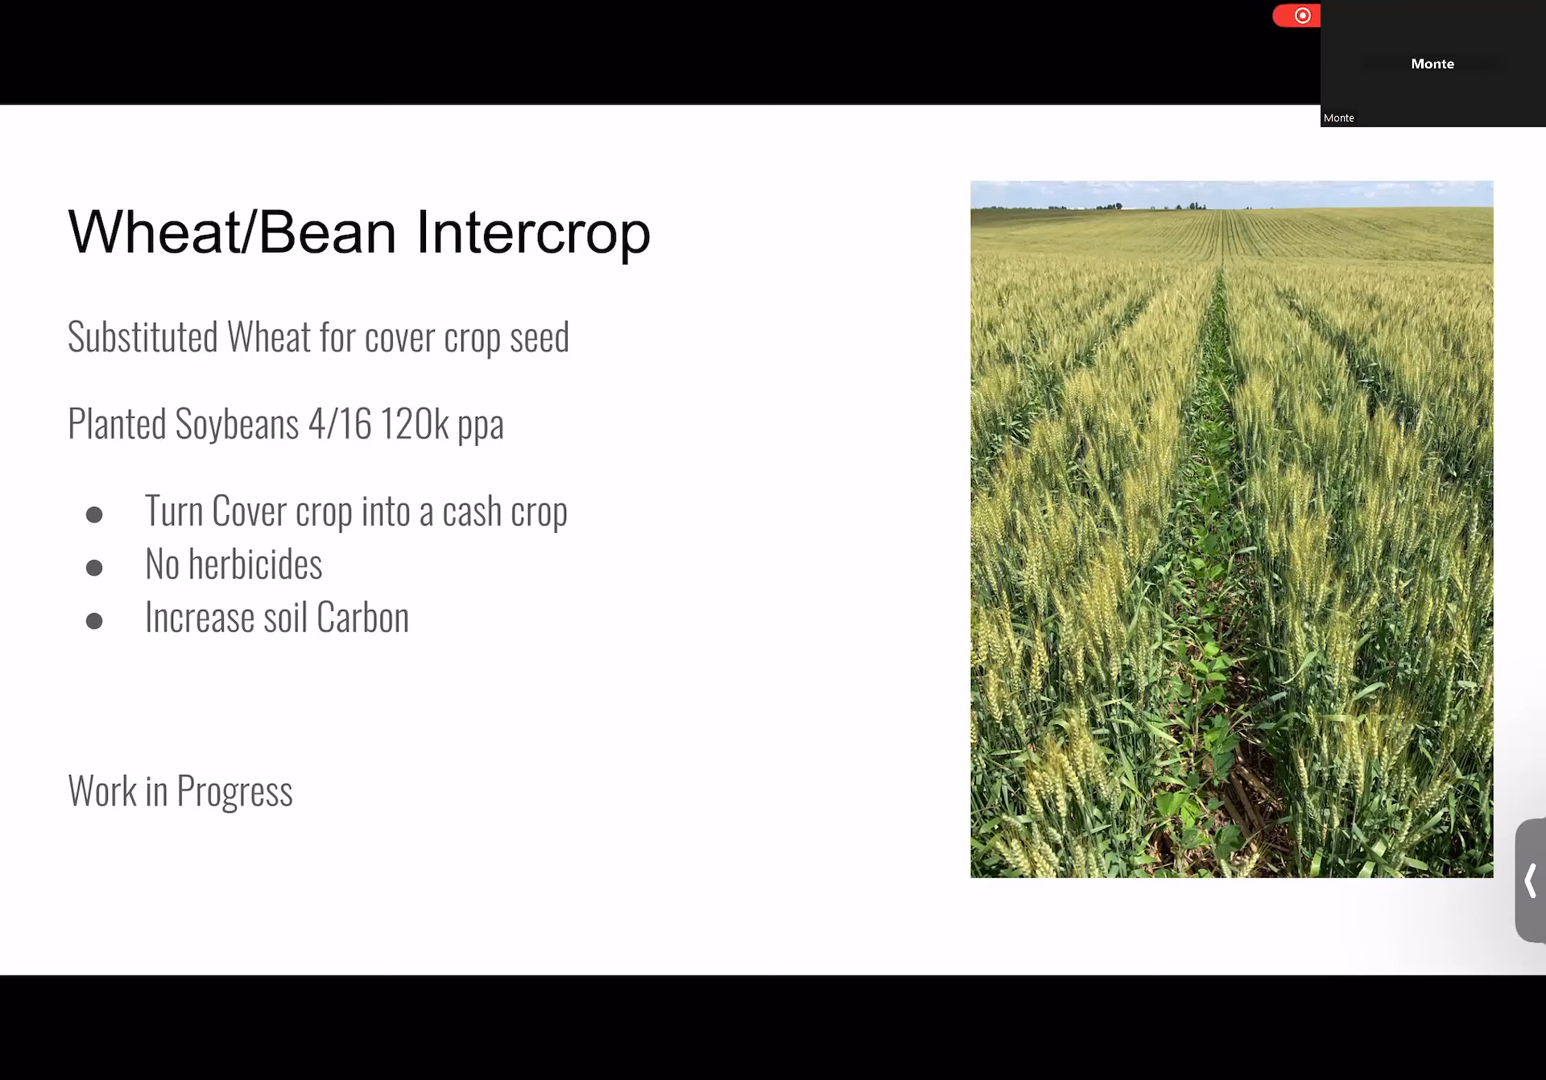 Monte
Monte
Wheat/Bean Intercrop
Substituted Wheat for cover crop seed
Planted Soybeans 4/16 120k ppa
● Turn Cover crop into a cash crop
● No herbicides
● Increase soil Carbon
Work in Progress